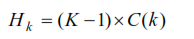 H_k = (K − 1) × C(k)